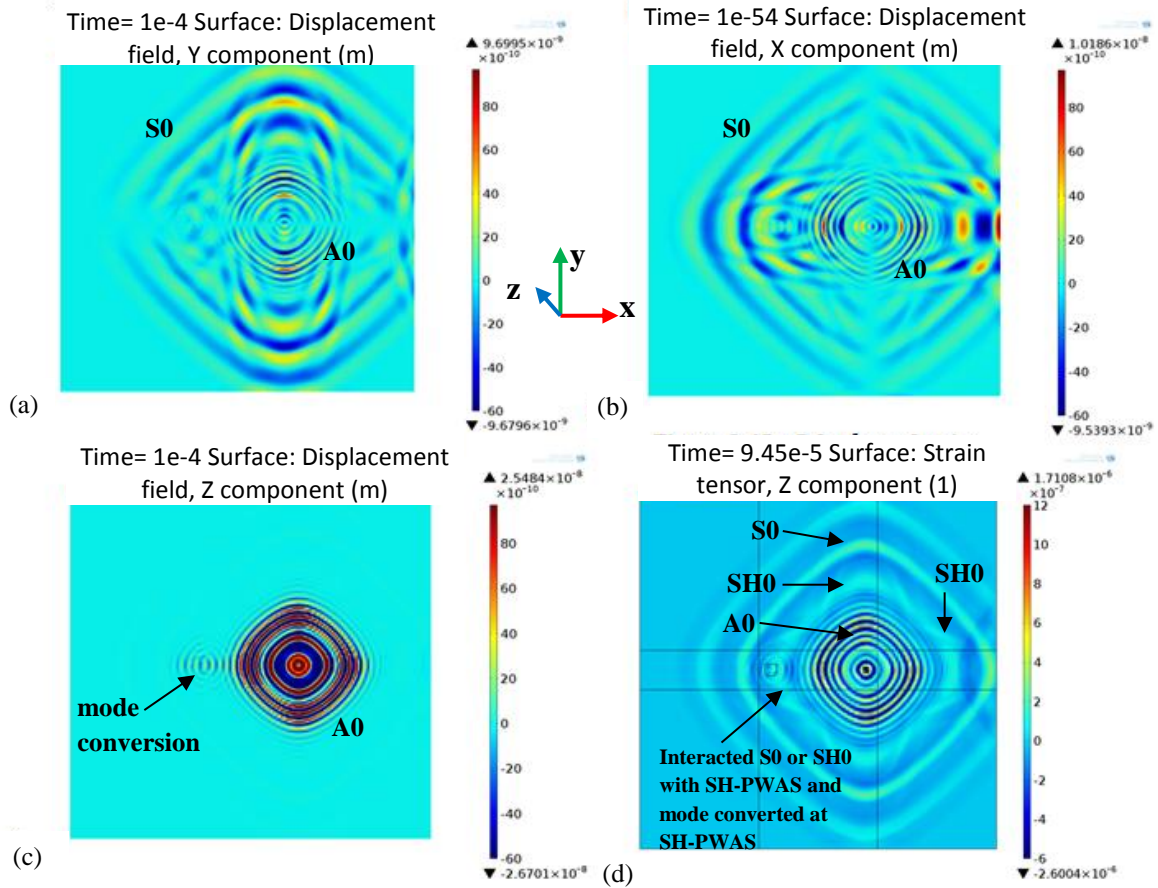 Time= 1e-4 Surface: Displacement
field, Y component (m)
▲ 9.6995×10⁻⁹
×10⁻¹⁰
80
60
40
20
0
-20
-40
-60
▼ -9.6796×10⁻⁹
S0
A0
(a)
Time= 1e-54 Surface: Displacement
field, X component (m)
▲ 1.0186×10⁻⁸
×10⁻¹⁰
80
60
40
20
0
-20
-40
-60
▼ -9.5393×10⁻⁹
S0
A0
(b)
y
z
x
Time= 1e-4 Surface: Displacement
field, Z component (m)
▲ 2.5484×10⁻⁸
×10⁻¹⁰
80
60
40
20
0
-20
-40
-60
▼ -2.6701×10⁻⁸
mode
conversion
A0
(c)
Time= 9.45e-5 Surface: Strain
tensor, Z component (1)
▲ 1.7108×10⁻⁶
×10⁻⁷
12
10
8
6
4
2
0
-2
-4
-6
▼ -2.6004×10⁻⁶
S0
SH0
SH0
A0
Interacted S0 or SH0
with SH-PWAS and
mode converted at
SH-PWAS
(d)